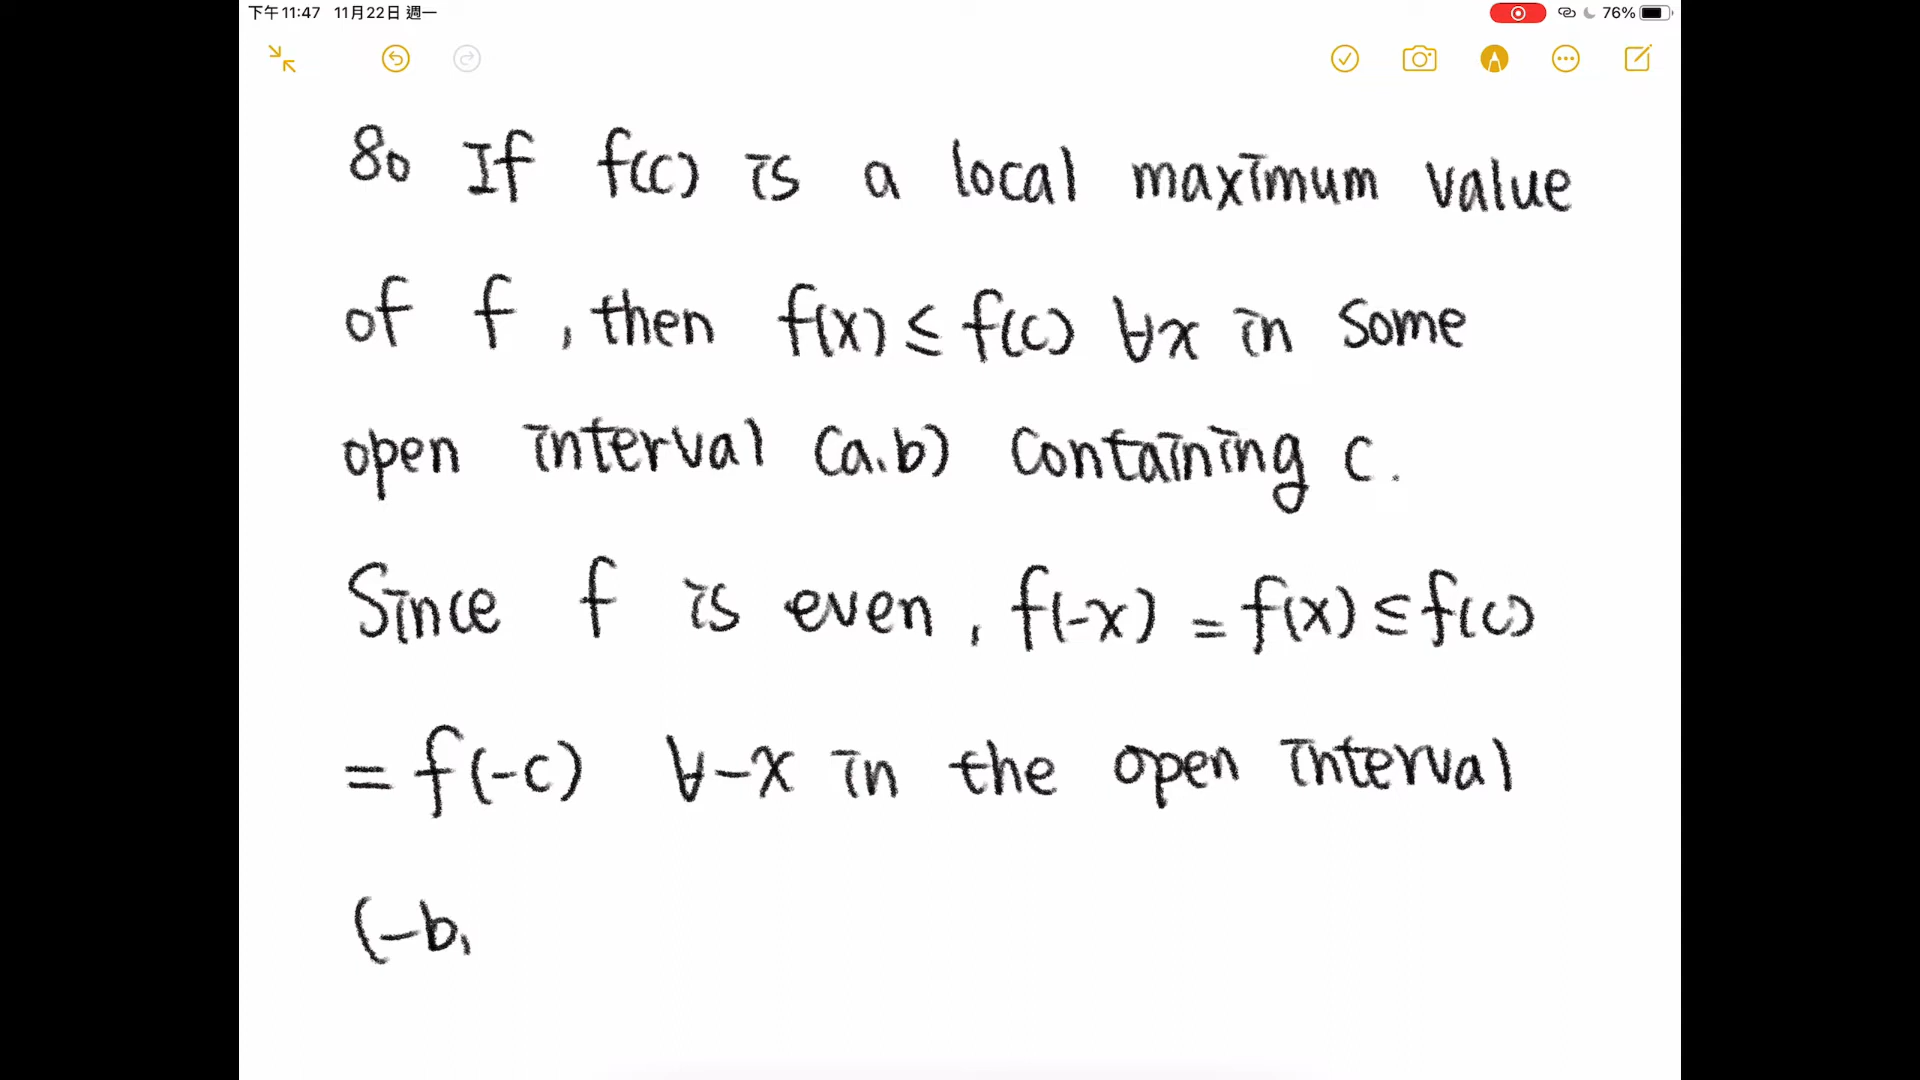 下午11:47 11月22日 週一
76%
80 If f(c) is a local maximum value
of f , then f(x) ≤ f(c) ∀x in some
open interval (a.b) containing c.
Since f is even, f(-x) = f(x) ≤ f(c)
= f(-c) ∀-x in the open interval
(-b,